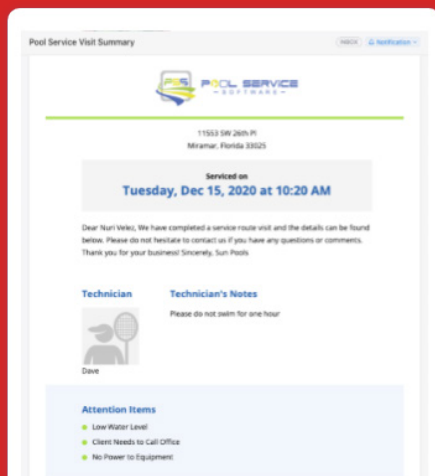 Pool Service Visit Summary
INBOX
Notification
PSS POOL SERVICE
-SOFTWARE-
11553 SW 26th Pl
Miramar, Florida 33025
Serviced on
Tuesday, Dec 15, 2020 at 10:20 AM
Dear Nuri Velez, We have completed a service route visit and the details can be found
below. Please do not hesitate to contact us if you have any questions or comments.
Thank you for your business! Sincerely, Sun Pools
Technician
Technician's Notes
Please do not swim for one hour
Dave
Attention Items
Low Water Level
Client Needs to Call Office
No Power to Equipment